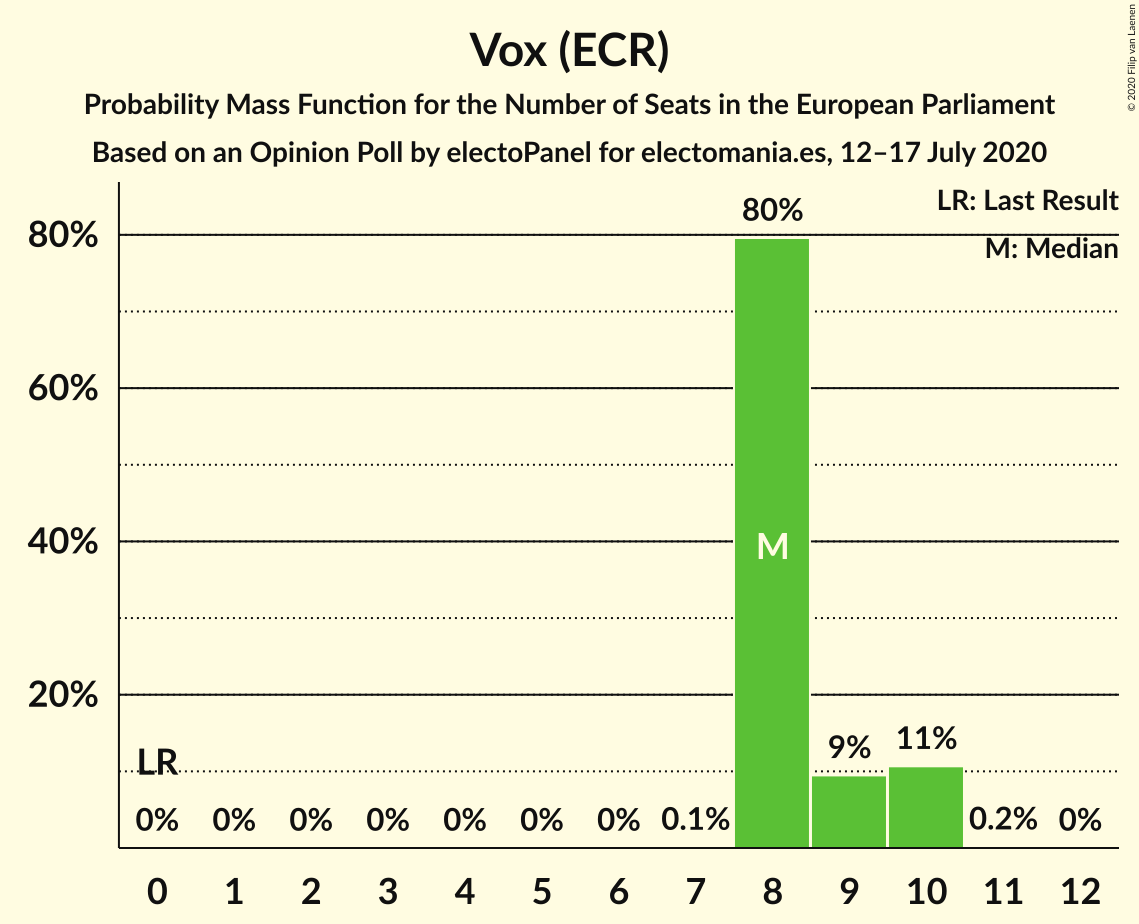 Vox (ECR)
Probability Mass Function for the Number of Seats in the European Parliament
Based on an Opinion Poll by electoPanel for electomania.es, 12–17 July 2020
© 2020 Filip van Laenen
LR: Last Result
M: Median
80%
60%
40%
20%
80%
M
LR
9%
11%
0% 0% 0% 0% 0% 0% 0% 0.1% 0.2% 0%
0 1 2 3 4 5 6 7 8 9 10 11 12